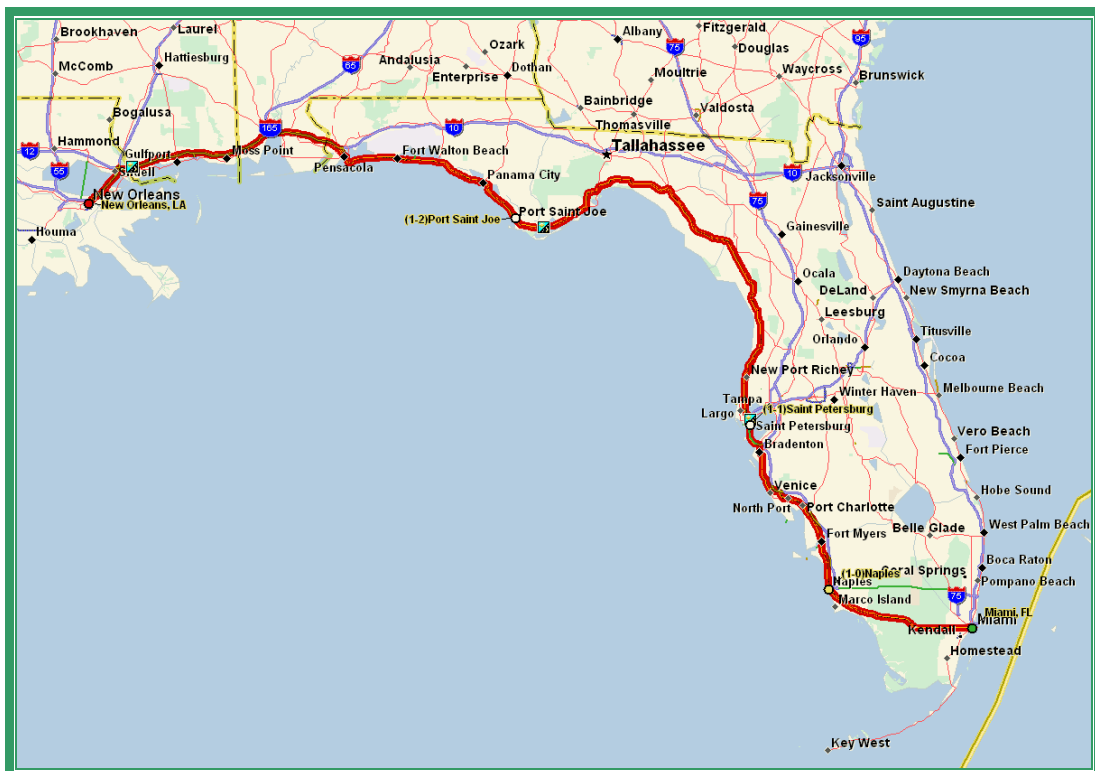 Brookhaven
Laurel
Fitzgerald
Albany
95
Ozark
75
Douglas
McComb
Hattiesburg
65
Andalusia
Enterprise
Dothan
Moultrie
Waycross
Brunswick
Bogalusa
Bainbridge
Valdosta
Thomasville
165
10
Hammond
12
Gulfport
Moss Point
Fort Walton Beach
Tallahassee
55
Slidell
Pensacola
10
Jacksonville
Panama City
New Orleans
New Orleans, LA
75
Saint Augustine
(1-2)Port Saint Joe
Port Saint Joe
Gainesville
Houma
Ocala
Daytona Beach
DeLand
New Smyrna Beach
Leesburg
Titusville
Orlando
Cocoa
New Port Richey
Winter Haven
Melbourne Beach
Tampa
Largo
(1-1)Saint Petersburg
Saint Petersburg
Vero Beach
Bradenton
Fort Pierce
Venice
Hobe Sound
North Port
Port Charlotte
Belle Glade
West Palm Beach
Fort Myers
Boca Raton
(1-0)Naples
Coral Springs
Naples
Pompano Beach
75
Marco Island
Miami, FL
Miami
Kendall
Homestead
Key West